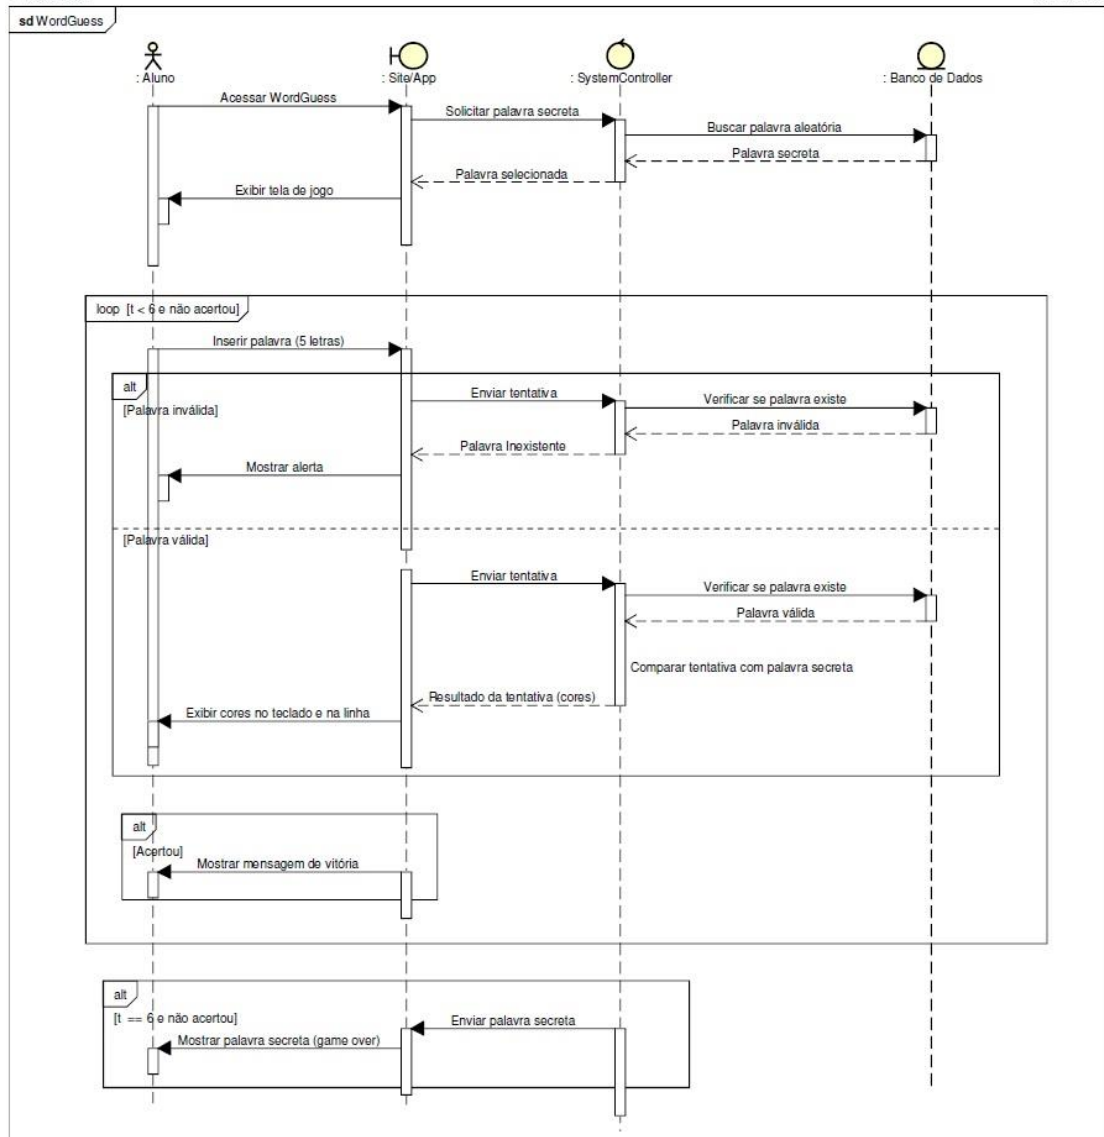 sd WordGuess
: Aluno
: Site/App
: SystemController
: Banco de Dados
Acessar WordGuess
Solicitar palavra secreta
Buscar palavra aleatória
Palavra secreta
Palavra selecionada
Exibir tela de jogo
loop [t < 6 e não acertou]
Inserir palavra (5 letras)
alt
[Palavra inválida]
Enviar tentativa
Verificar se palavra existe
Palavra inválida
Palavra Inexistente
Mostrar alerta
[Palavra válida]
Enviar tentativa
Verificar se palavra existe
Palavra válida
Comparar tentativa com palavra secreta
Resultado da tentativa (cores)
Exibir cores no teclado e na linha
alt
[Acertou]
Mostrar mensagem de vitória
alt
[t == 6 e não acertou]
Enviar palavra secreta
Mostrar palavra secreta (game over)